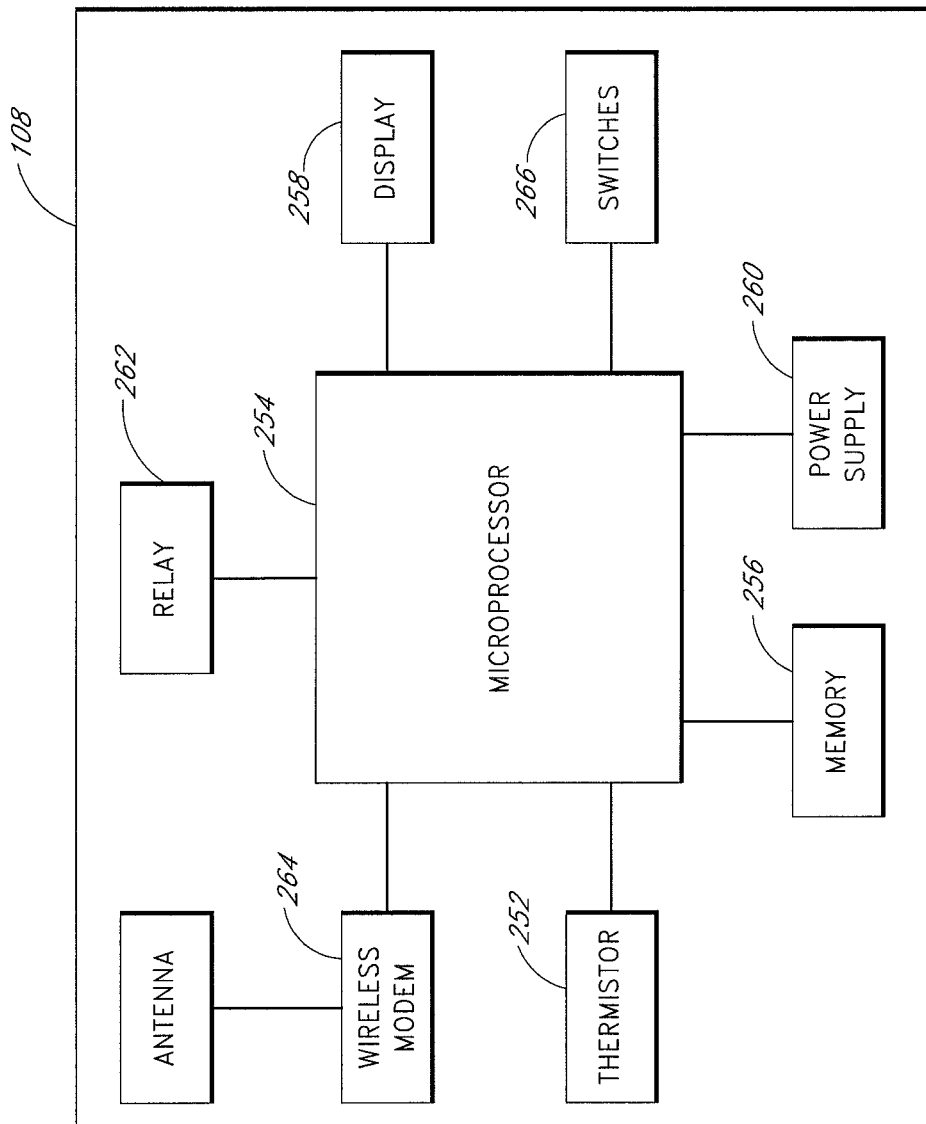 108
ANTENNA
RELAY
262
WIRELESS
MODEM
264
254
DISPLAY
258
MICROPROCESSOR
THERMISTOR
252
SWITCHES
266
MEMORY
256
POWER
SUPPLY
260